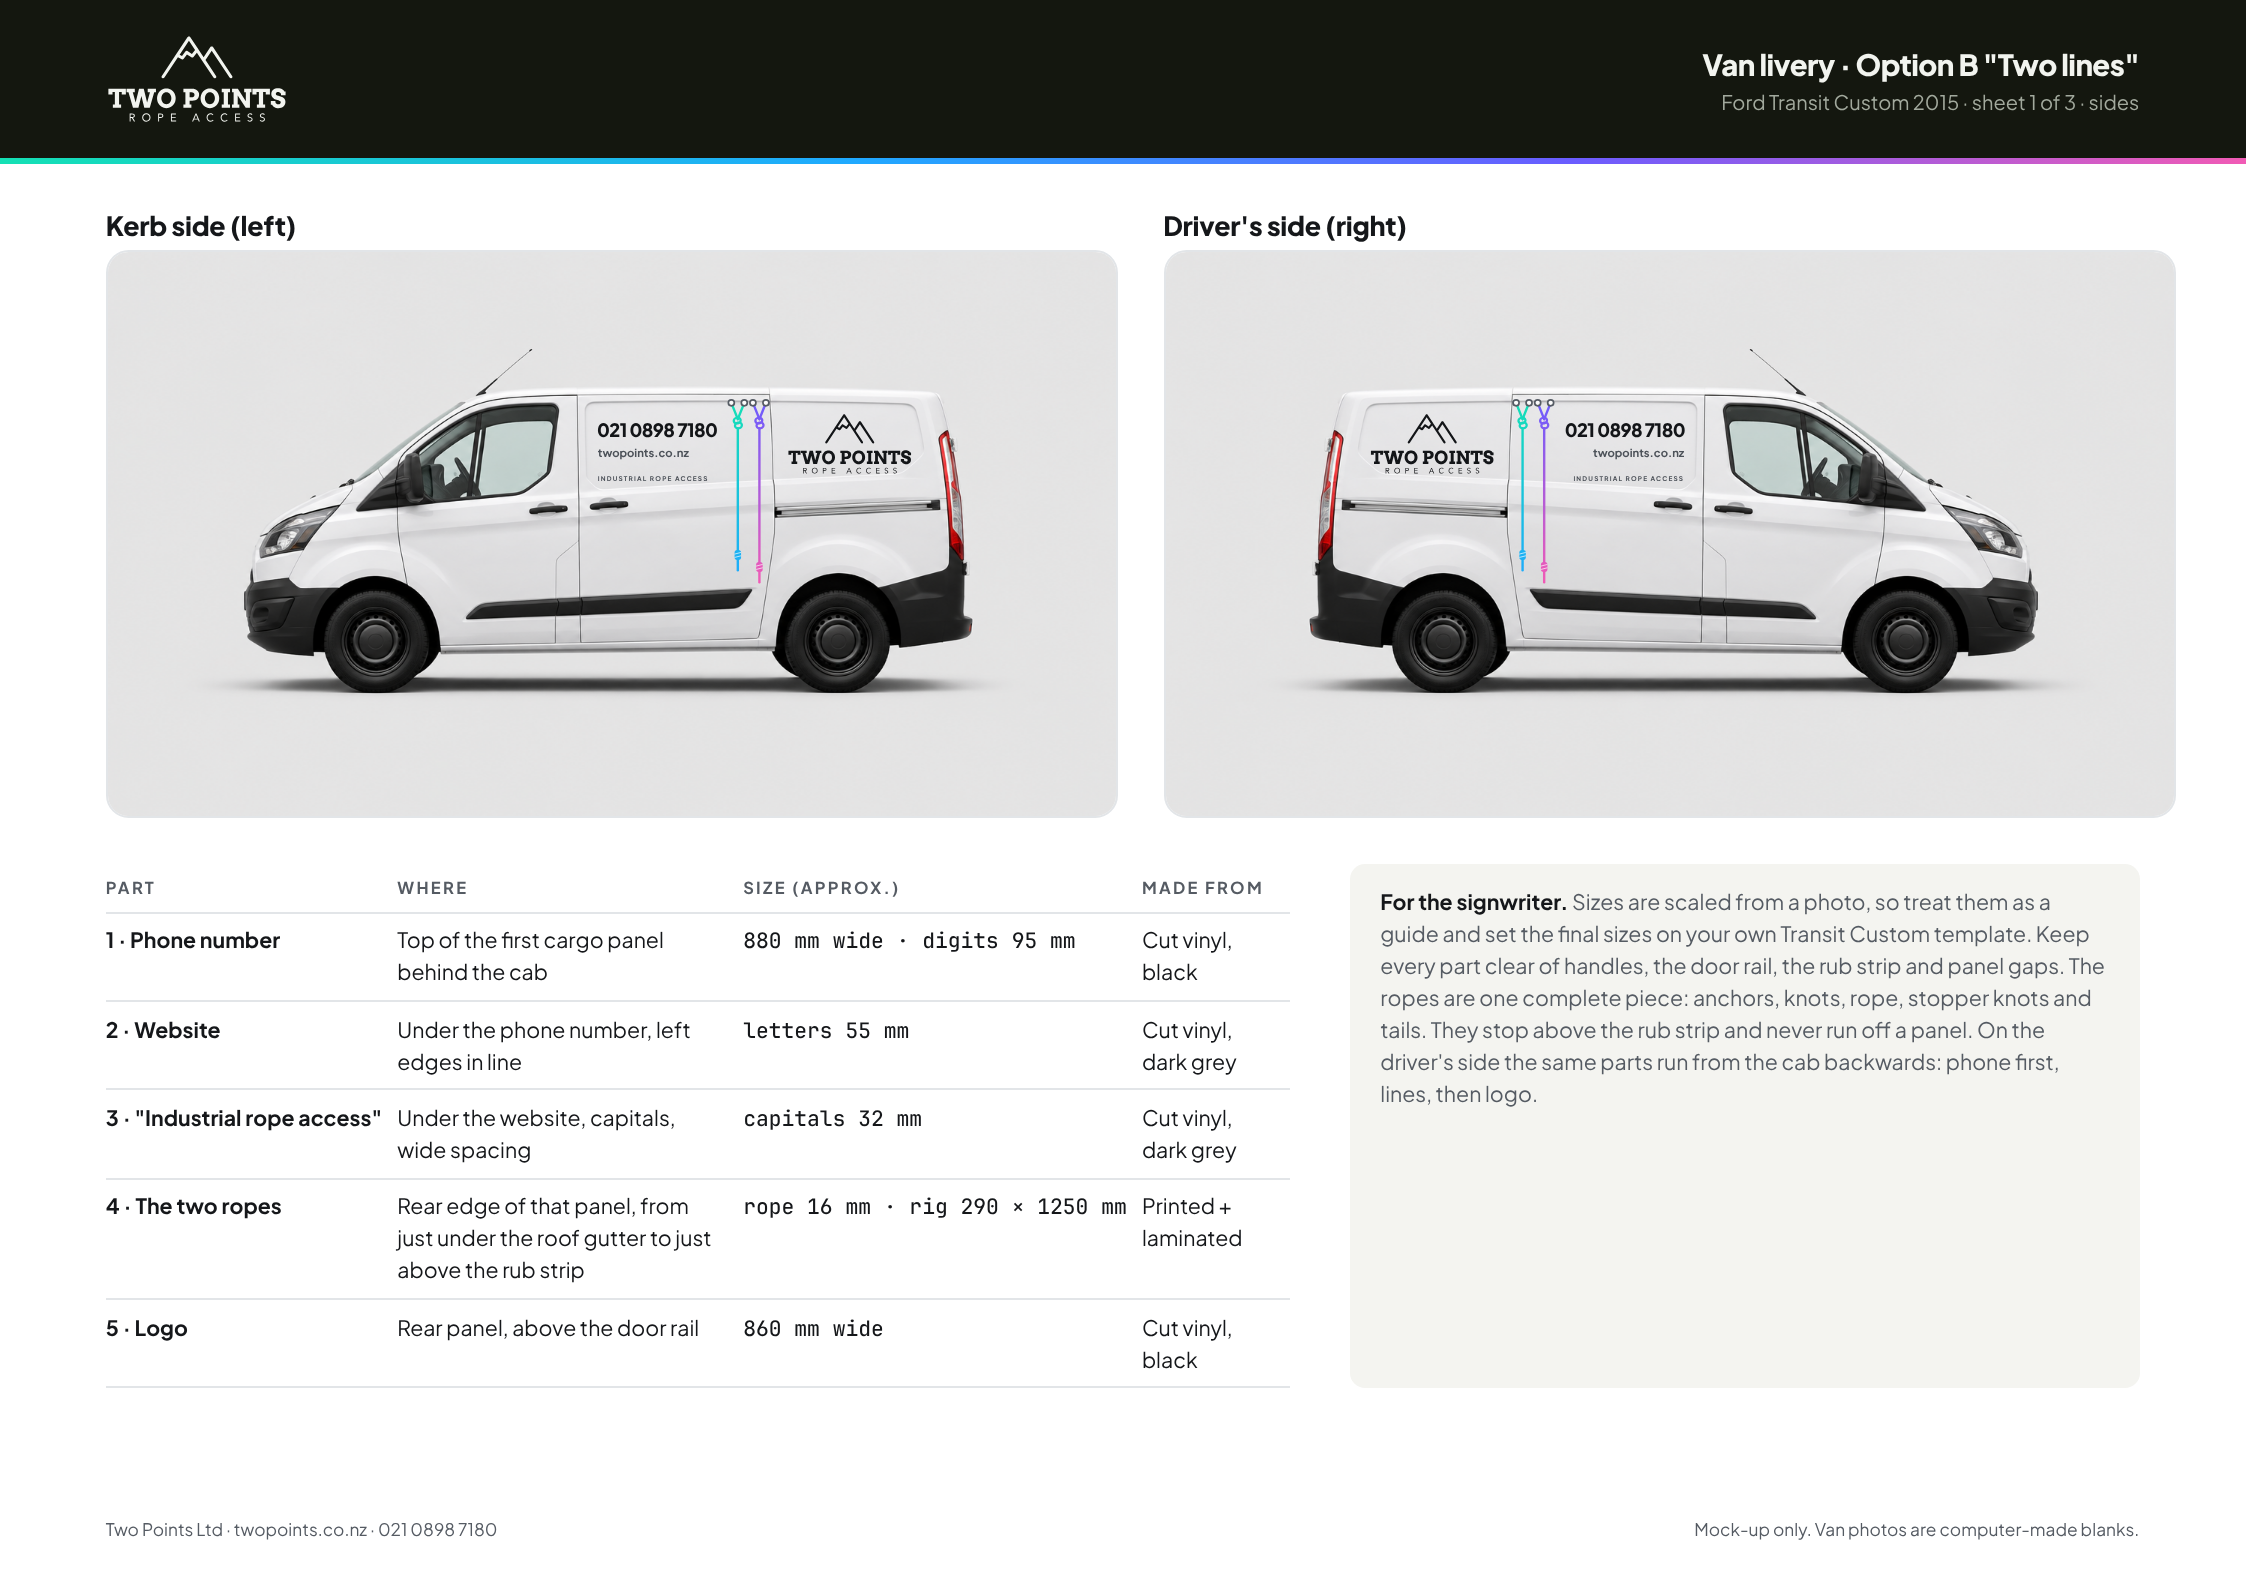 TWO POINTS
ROPE ACCESS
Van livery · Option B "Two lines"
Ford Transit Custom 2015 · sheet 1 of 3 · sides
Kerb side (left)
021 0898 7180
twopoints.co.nz
INDUSTRIAL ROPE ACCESS
TWO POINTS
ROPE ACCESS
Driver's side (right)
TWO POINTS
ROPE ACCESS
021 0898 7180
twopoints.co.nz
INDUSTRIAL ROPE ACCESS
PART WHERE SIZE (APPROX.) MADE FROM
1 · Phone number Top of the first cargo panel 880 mm wide · digits 95 mm Cut vinyl,
behind the cab black
2 · Website Under the phone number, left letters 55 mm Cut vinyl,
edges in line dark grey
3 · "Industrial rope access" Under the website, capitals, capitals 32 mm Cut vinyl,
wide spacing dark grey
4 · The two ropes Rear edge of that panel, from rope 16 mm · rig 290 × 1250 mm Printed +
just under the roof gutter to just laminated
above the rub strip
5 · Logo Rear panel, above the door rail 860 mm wide Cut vinyl,
black
For the signwriter. Sizes are scaled from a photo, so treat them as a
guide and set the final sizes on your own Transit Custom template. Keep
every part clear of handles, the door rail, the rub strip and panel gaps. The
ropes are one complete piece: anchors, knots, rope, stopper knots and
tails. They stop above the rub strip and never run off a panel. On the
driver's side the same parts run from the cab backwards: phone first,
lines, then logo.
Two Points Ltd · twopoints.co.nz · 021 0898 7180
Mock-up only. Van photos are computer-made blanks.